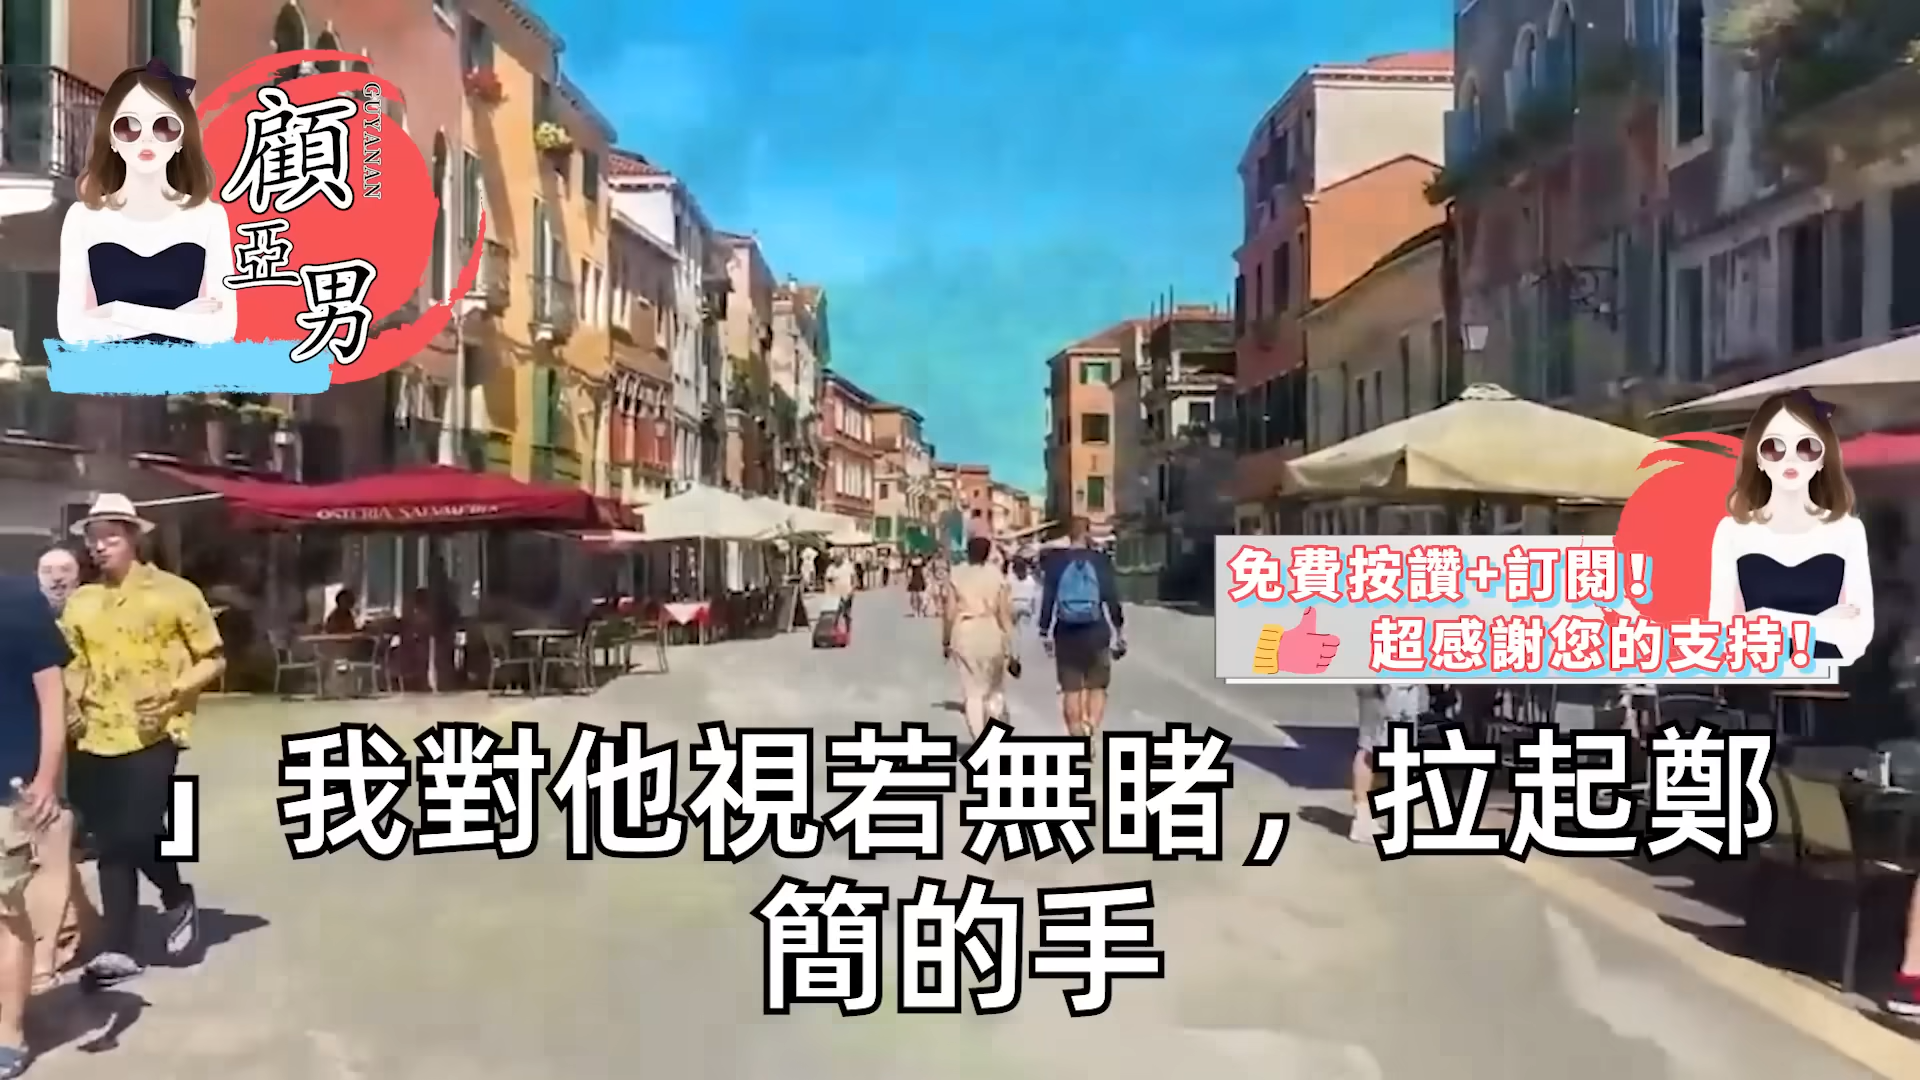 顧亞男
GUYANAN
OSTERIA
免費按讚+訂閱!
超感謝您的支持!
」我對他視若無睹，拉起鄭
簡的手